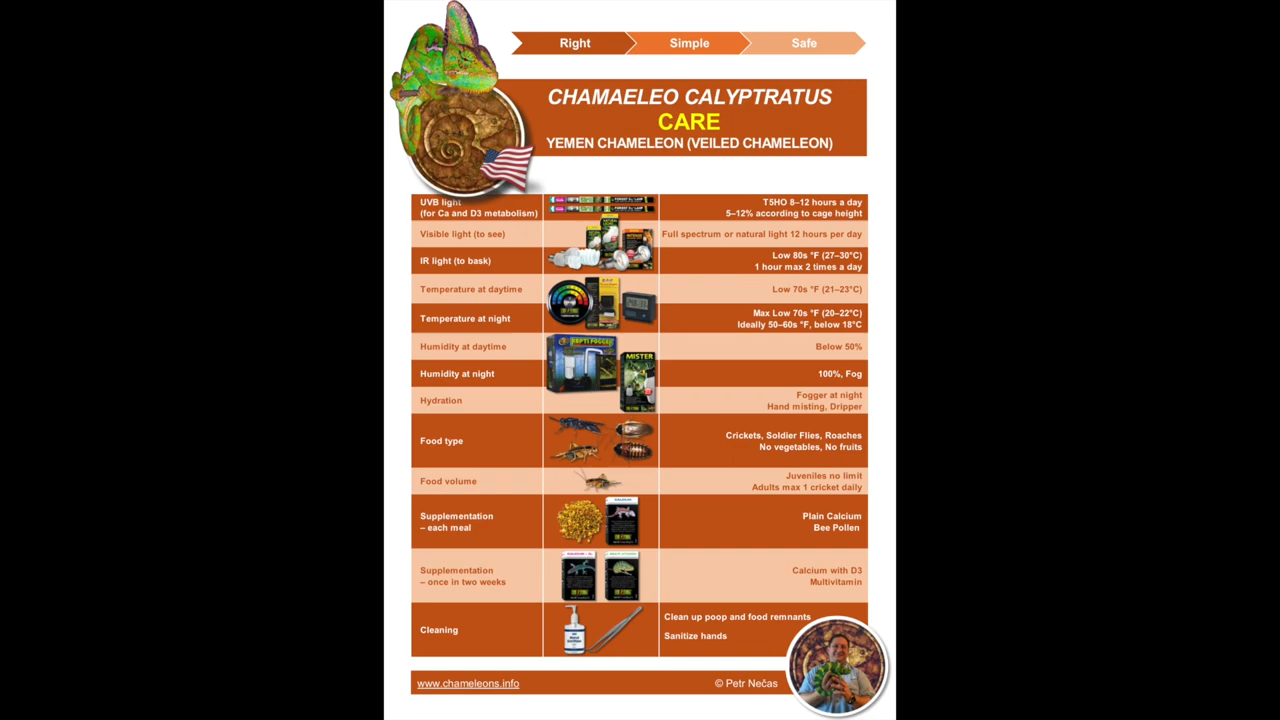 Right Simple Safe
CHAMAELEO CALYPTRATUS
CARE
YEMEN CHAMELEON (VEILED CHAMELEON)
UVB light
(for Ca and D3 metabolism)
T5HO 8–12 hours a day
5–12% according to cage height
Visible light (to see)
Full spectrum or natural light 12 hours per day
IR light (to bask)
Low 80s °F (27–30°C)
1 hour max 2 times a day
Temperature at daytime
Low 70s °F (21–23°C)
Temperature at night
Max Low 70s °F (20–22°C)
Ideally 50–60s °F, below 18°C
Humidity at daytime
Below 50%
REPTI FOGGER
MISTER
Humidity at night
100%, Fog
Hydration
Fogger at night
Hand misting, Dripper
Food type
Crickets, Soldier Flies, Roaches
No vegetables, No fruits
Food volume
Juveniles no limit
Adults max 1 cricket daily
Supplementation
– each meal
Plain Calcium
Bee Pollen
Supplementation
– once in two weeks
Calcium with D3
Multivitamin
Cleaning
Clean up poop and food remnants
Sanitize hands
www.chameleons.info
© Petr Nečas